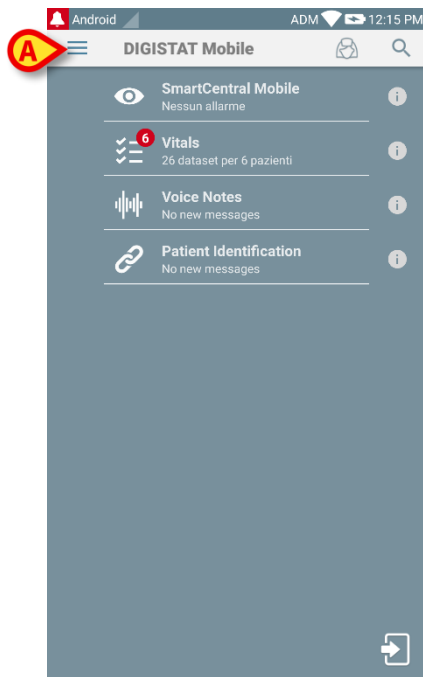 Android ADM 12:15 PM
A
DIGISTAT Mobile
SmartCentral Mobile
Nessun allarme
6
Vitals
26 dataset per 6 pazienti
Voice Notes
No new messages
Patient Identification
No new messages